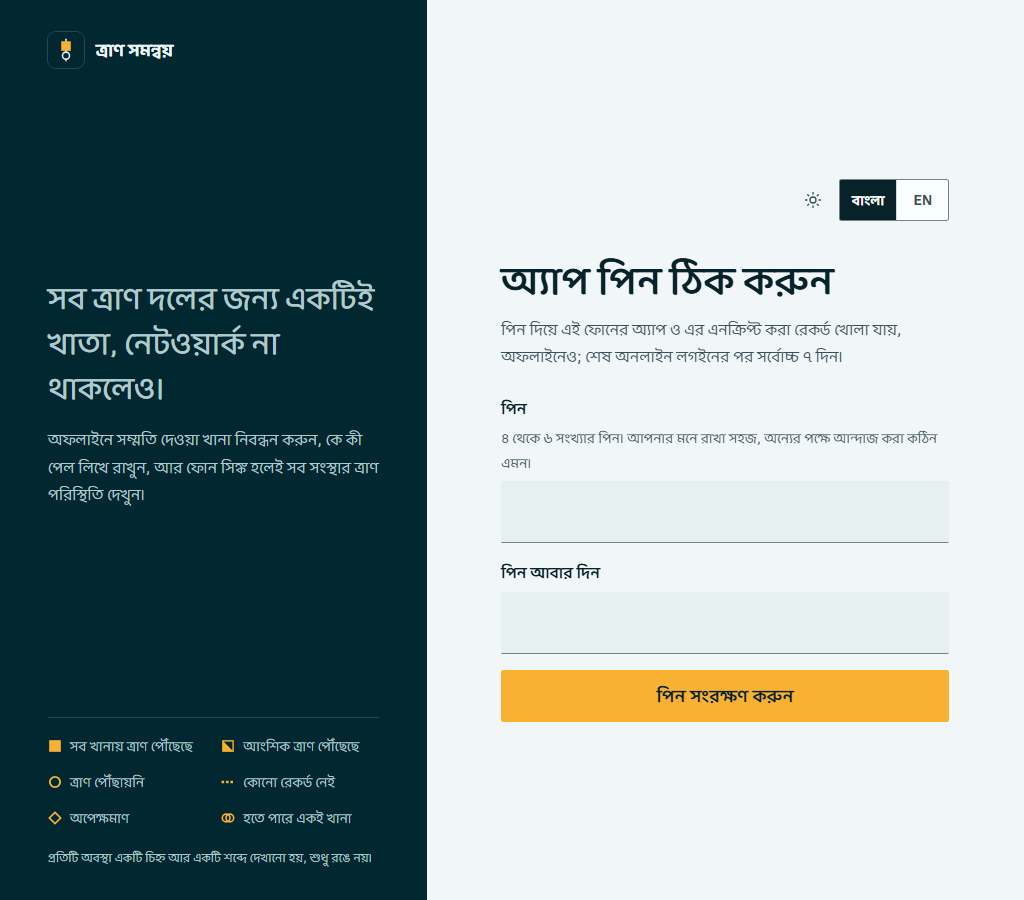 ত্রাণ সমন্বয়
সব ত্রাণ দলের জন্য একটিই
খাতা, নেটওয়ার্ক না
থাকলেও।
অফলাইনে সম্মতি দেওয়া খানা নিবন্ধন করুন, কে কী
পেল লিখে রাখুন, আর ফোন সিঙ্ক হলেই সব সংস্থার ত্রাণ
পরিস্থিতি দেখুন।
সব খানায় ত্রাণ পৌঁছেছে
আংশিক ত্রাণ পৌঁছেছে
ত্রাণ পৌঁছায়নি
কোনো রেকর্ড নেই
অপেক্ষমাণ
হতে পারে একই খানা
প্রতিটি অবস্থা একটি চিহ্ন আর একটি শব্দে দেখানো হয়, শুধু রঙে নয়।
বাংলা
EN
অ্যাপ পিন ঠিক করুন
পিন দিয়ে এই ফোনের অ্যাপ ও এর এনক্রিপ্ট করা রেকর্ড খোলা যায়,
অফলাইনেও; শেষ অনলাইন লগইনের পর সর্বোচ্চ ৭ দিন।
পিন
৪ থেকে ৬ সংখ্যার পিন। আপনার মনে রাখা সহজ, অন্যের পক্ষে আন্দাজ করা কঠিন
এমন।
পিন আবার দিন
পিন সংরক্ষণ করুন